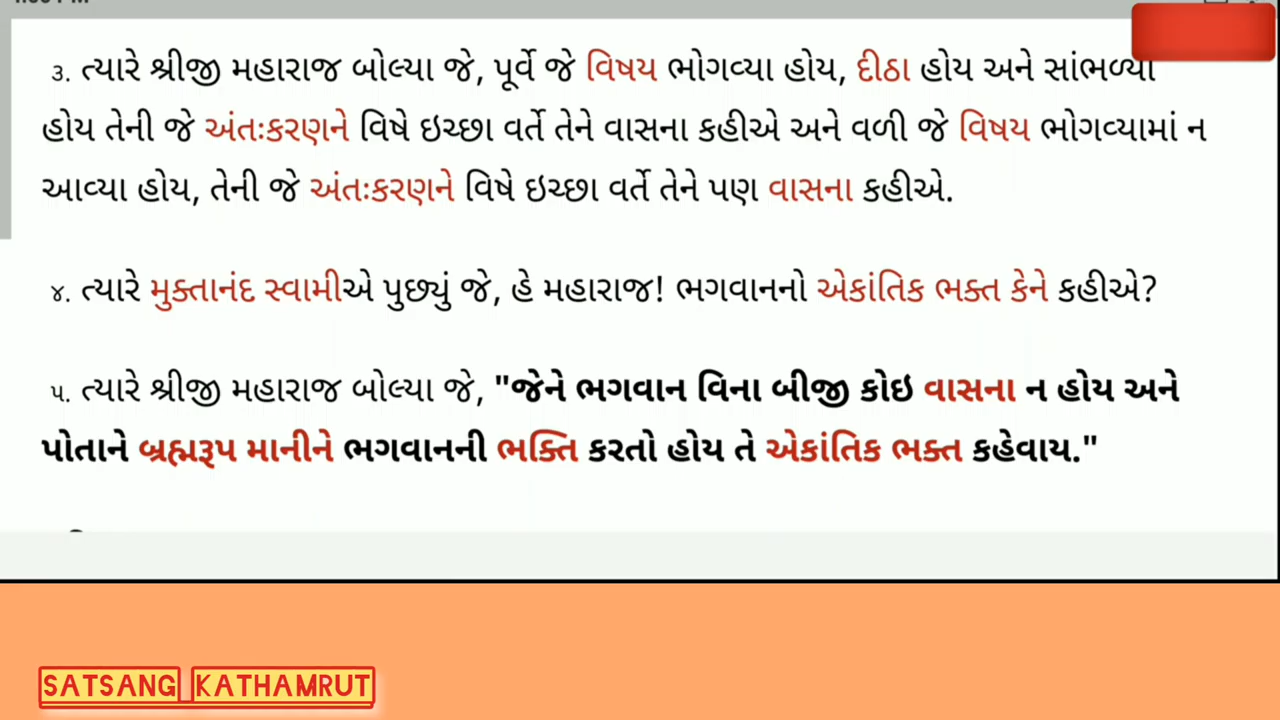 ૩. ત્યારે શ્રીજી મહારાજ બોલ્યા જે, પૂર્વે જે વિષય ભોગવ્યા હોય, દીઠા હોય અને સાંભળ્યા
હોય તેની જે અંતઃકરણને વિષે ઇચ્છા વર્તે તેને વાસના કહીએ અને વળી જે વિષય ભોગવ્યામાં ન
આવ્યા હોય, તેની જે અંતઃકરણને વિષે ઇચ્છા વર્તે તેને પણ વાસના કહીએ.
૪. ત્યારે મુક્તાનંદ સ્વામીએ પુછ્યું જે, હે મહારાજ! ભગવાનનો એકાંતિક ભક્ત કેને કહીએ?
૫. ત્યારે શ્રીજી મહારાજ બોલ્યા જે, "જેને ભગવાન વિના બીજી કોઇ વાસના ન હોય અને
પોતાને બ્રહ્મરૂપ માનીને ભગવાનની ભક્તિ કરતો હોય તે એકાંતિક ભક્ત કહેવાય."
SATSANG KATHAMRUT